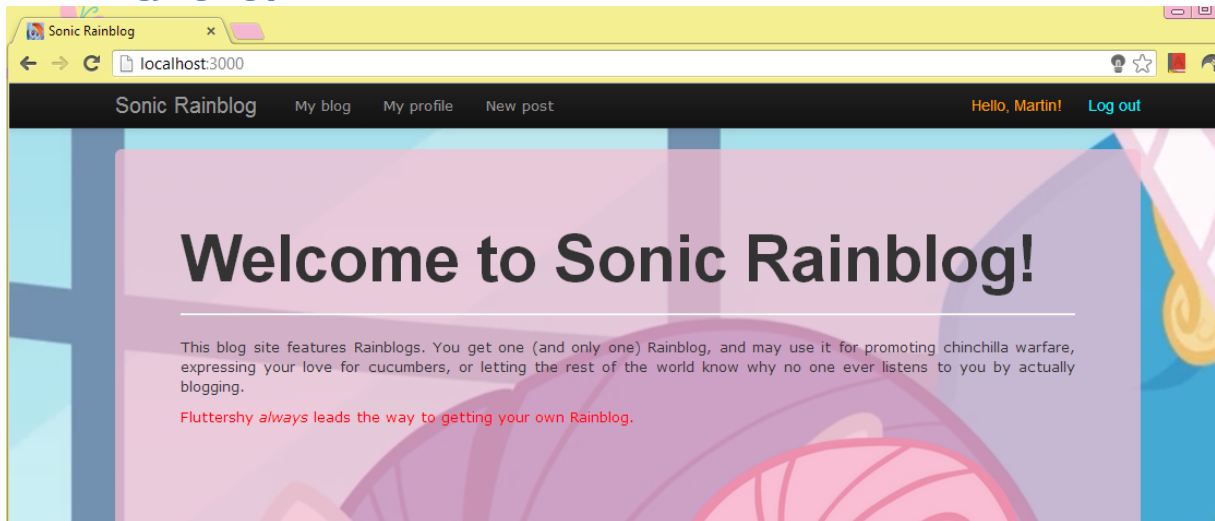 Sonic Rainblog
localhost:3000
Sonic Rainblog My blog My profile New post Hello, Martin! Log out
Welcome to Sonic Rainblog!
This blog site features Rainblogs. You get one (and only one) Rainblog, and may use it for promoting chinchilla warfare,
expressing your love for cucumbers, or letting the rest of the world know why no one ever listens to you by actually
blogging.
Fluttershy always leads the way to getting your own Rainblog.